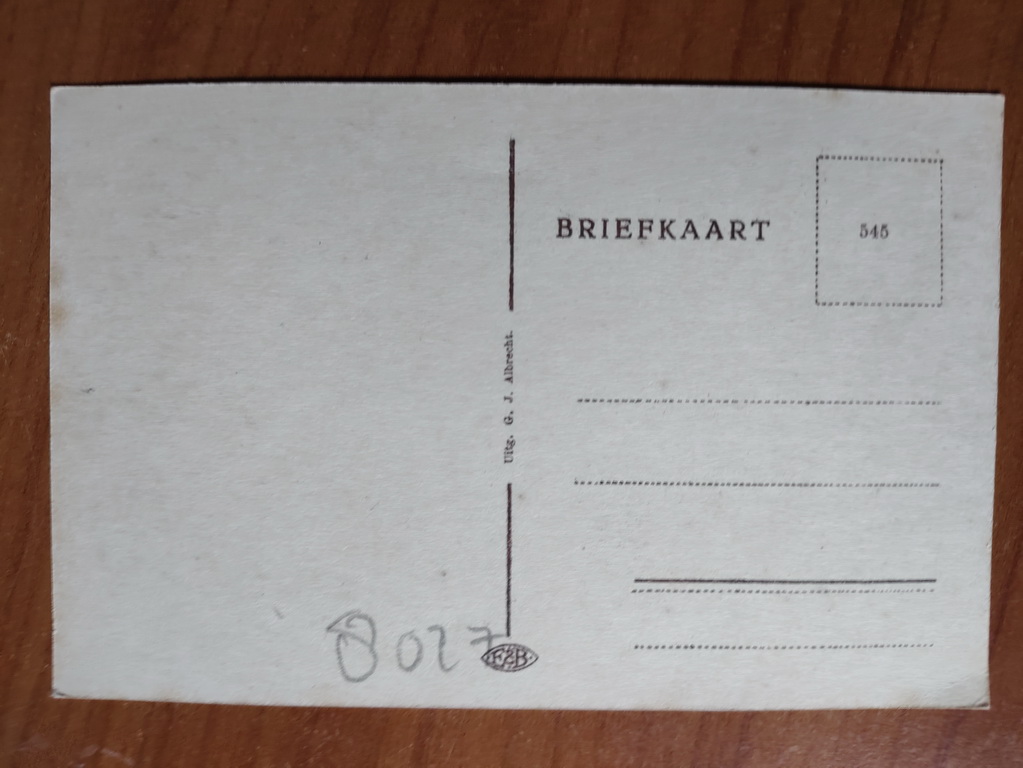 BRIEFKAART
545
Uitg. G. J. Albrecht.
8027
F&B